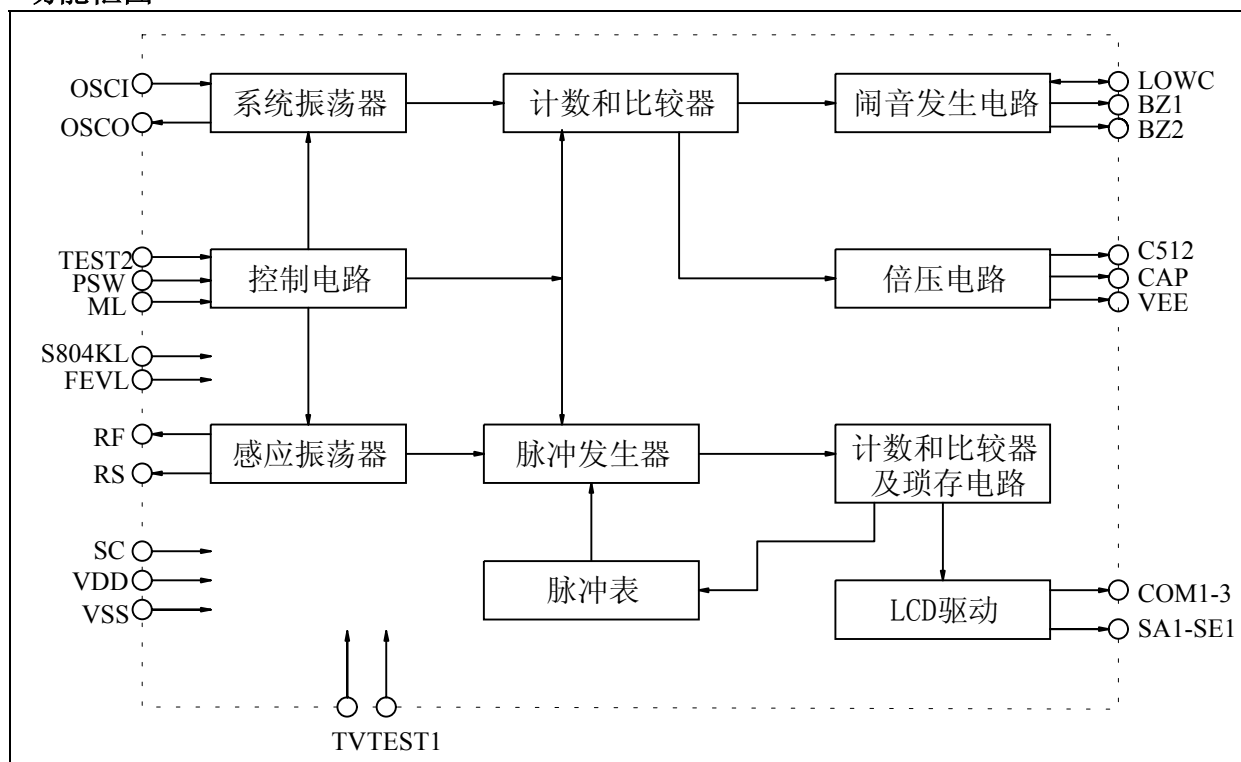 OSCI
OSCO
系统振荡器
计数和比较器
闹音发生电路
LOWC
BZ1
BZ2
TEST2
PSW
ML
控制电路
倍压电路
C512
CAP
VEE
S804KL
FEVL
RF
RS
感应振荡器
脉冲发生器
计数和比较器
及琐存电路
SC
VDD
VSS
脉冲表
LCD驱动
COM1-3
SA1-SE1
TVTEST1